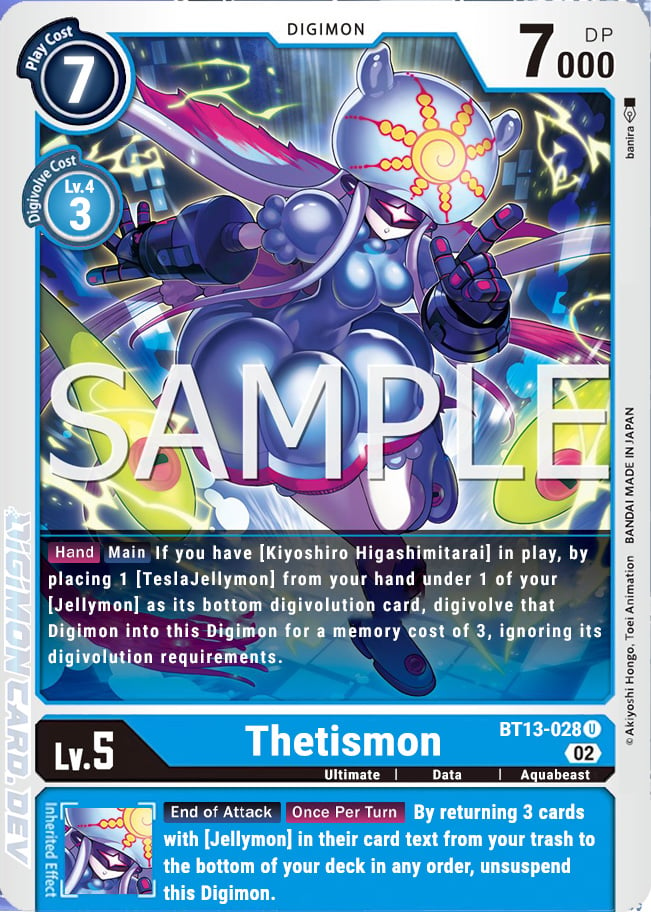 DIGIMON
Play Cost
7
DP
7000
banira
Digivolve Cost
Lv.4
3
SAMPLE
Hand Main If you have [Kiyoshiro Higashimitarai] in play, by
placing 1 [TeslaJellymon] from your hand under 1 of your
[Jellymon] as its bottom digivolution card, digivolve that
Digimon into this Digimon for a memory cost of 3, ignoring its
digivolution requirements.
© Akiyoshi Hongo, Toei Animation BANDAI MADE IN JAPAN
DIGIMONCARD.DEV
Lv.5
Thetismon
BT13-028 U
02
Ultimate | Data | Aquabeast
Inherited Effect
End of Attack Once Per Turn By returning 3 cards
with [Jellymon] in their card text from your trash to
the bottom of your deck in any order, unsuspend
this Digimon.